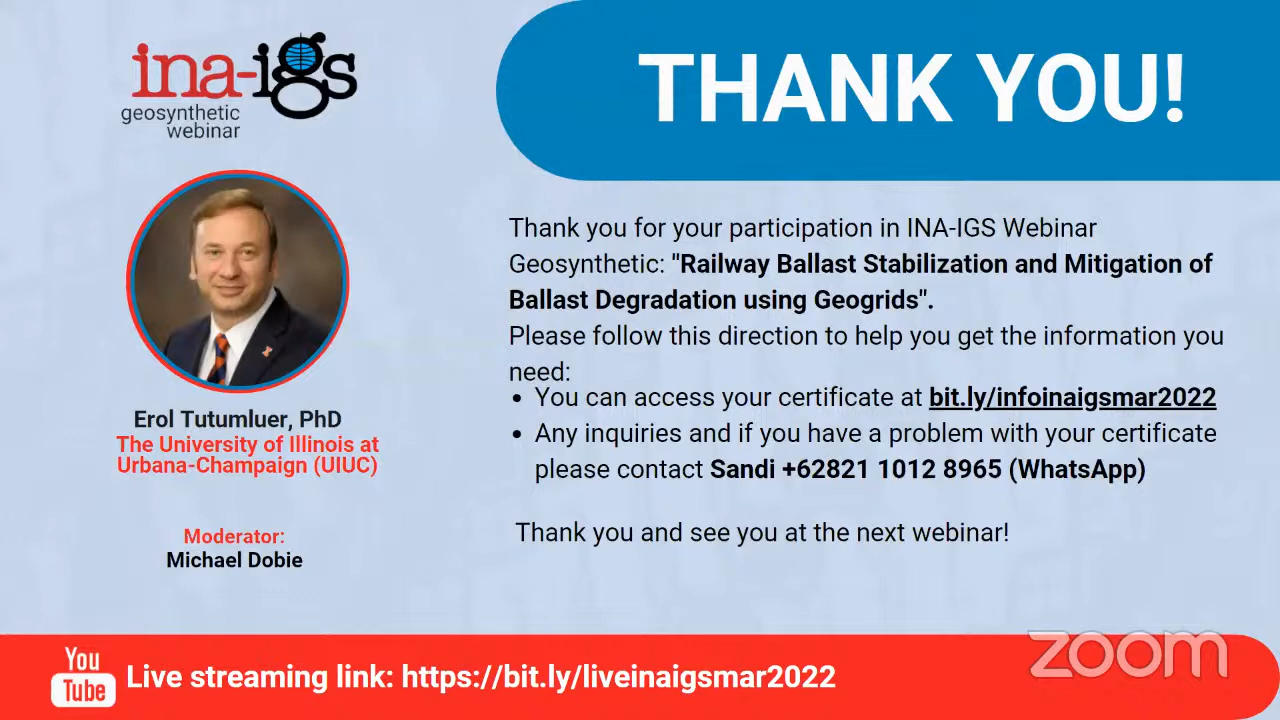 ina-igs
geosynthetic
webinar
THANK YOU!
Erol Tutumluer, PhD
The University of Illinois at
Urbana-Champaign (UIUC)
Moderator:
Michael Dobie
Thank you for your participation in INA-IGS Webinar
Geosynthetic: "Railway Ballast Stabilization and Mitigation of
Ballast Degradation using Geogrids".
Please follow this direction to help you get the information you
need:
• You can access your certificate at bit.ly/infoinaigsmar2022
• Any inquiries and if you have a problem with your certificate
please contact Sandi +62821 1012 8965 (WhatsApp)
Thank you and see you at the next webinar!
You
Tube
Live streaming link: https://bit.ly/liveinaigsmar2022
zoom